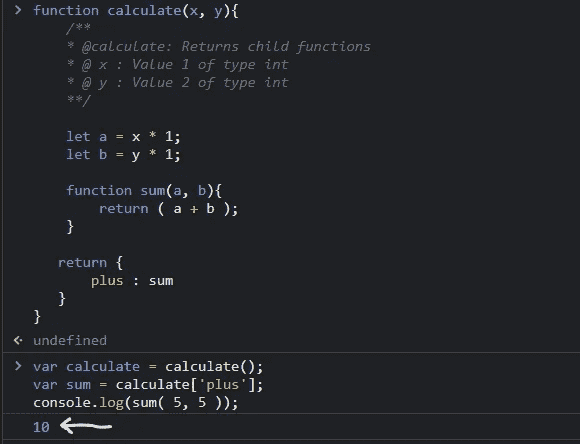 > function calculate(x, y){
/**
* @calculate: Returns child functions
* @ x : Value 1 of type int
* @ y : Value 2 of type int
**/
let a = x * 1;
let b = y * 1;
function sum(a, b){
return ( a + b );
}
return {
plus : sum
}
}
undefined
> var calculate = calculate();
var sum = calculate['plus'];
console.log(sum( 5, 5 ));
10